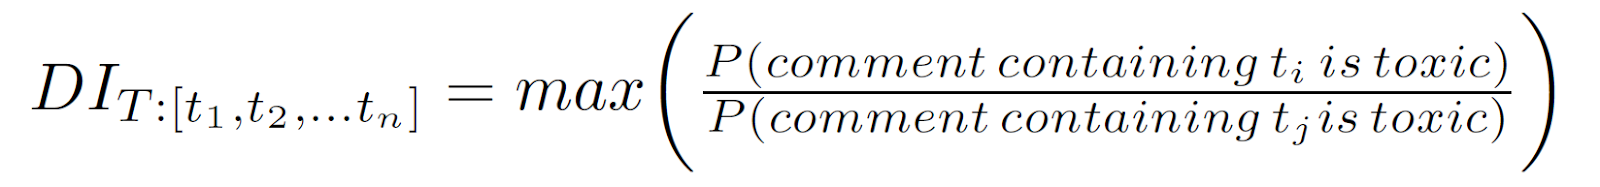 DI_{T:[t_1,t_2,...t_n]} = max( P(comment containing t_i is toxic) / P(comment containing t_j is toxic) )